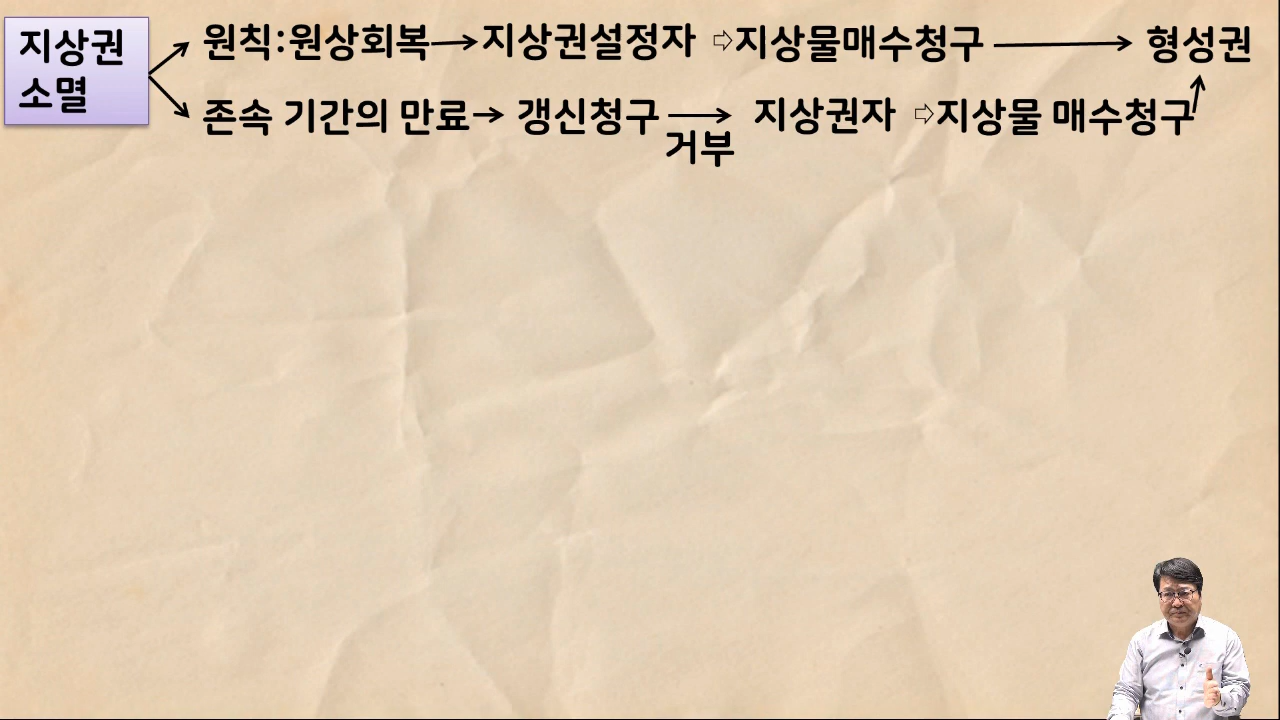 지상권
소멸
원칙:원상회복→지상권설정자 ⇨지상물매수청구 → 형성권
존속 기간의 만료→ 갱신청구 → 지상권자 ⇨지상물 매수청구
거부